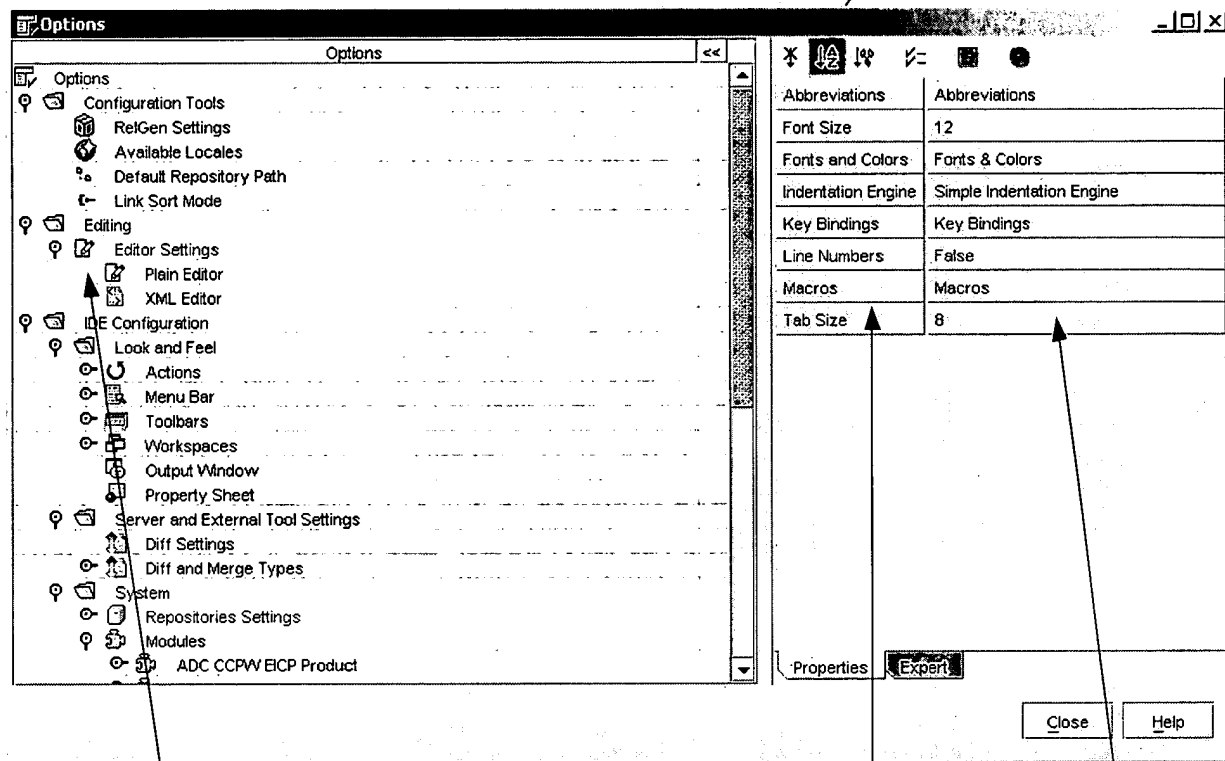 Options
Options <<
Options
Configuration Tools
RelGen Settings
Available Locales
Default Repository Path
Link Sort Mode
Editing
Editor Settings
Plain Editor
XML Editor
IDE Configuration
Look and Feel
Actions
Menu Bar
Toolbars
Workspaces
Output Window
Property Sheet
Server and External Tool Settings
Diff Settings
Diff and Merge Types
System
Repositories Settings
Modules
ADC CCPW EICP Product
Abbreviations Abbreviations
Font Size 12
Fonts and Colors Fonts & Colors
Indentation Engine Simple Indentation Engine
Key Bindings Key Bindings
Line Numbers False
Macros Macros
Tab Size 8
Properties Expert
Close Help